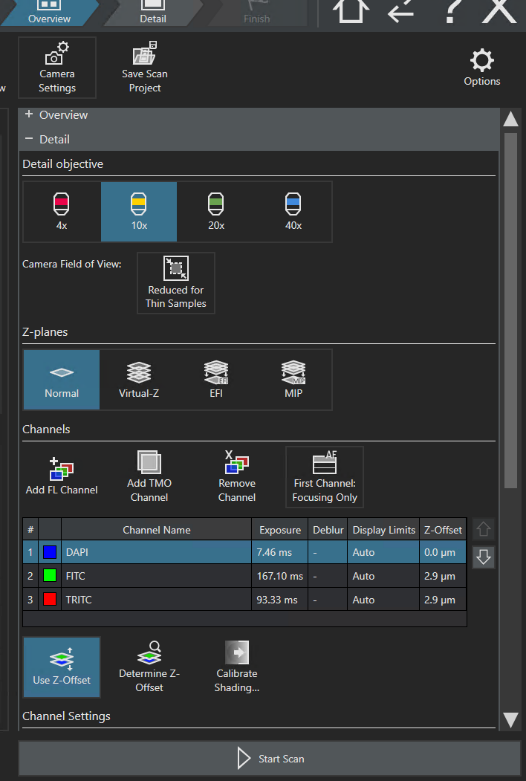 Overview Detail Finish
w
Camera Settings
Save Scan Project
Options
+ Overview
− Detail
Detail objective
4x 10x 20x 40x
Camera Field of View:
Reduced for
Thin Samples
Z-planes
Normal Virtual-Z EFI MIP
Channels
Add FL Channel
Add TMO Channel
Remove Channel
AF
First Channel:
Focusing Only
# Channel Name Exposure Deblur Display Limits Z-Offset
1 DAPI 7.46 ms - Auto 0.0 µm
2 FITC 167.10 ms - Auto 2.9 µm
3 TRITC 93.33 ms - Auto 2.9 µm
Use Z-Offset
Determine Z-Offset
Calibrate Shading...
Channel Settings
Start Scan